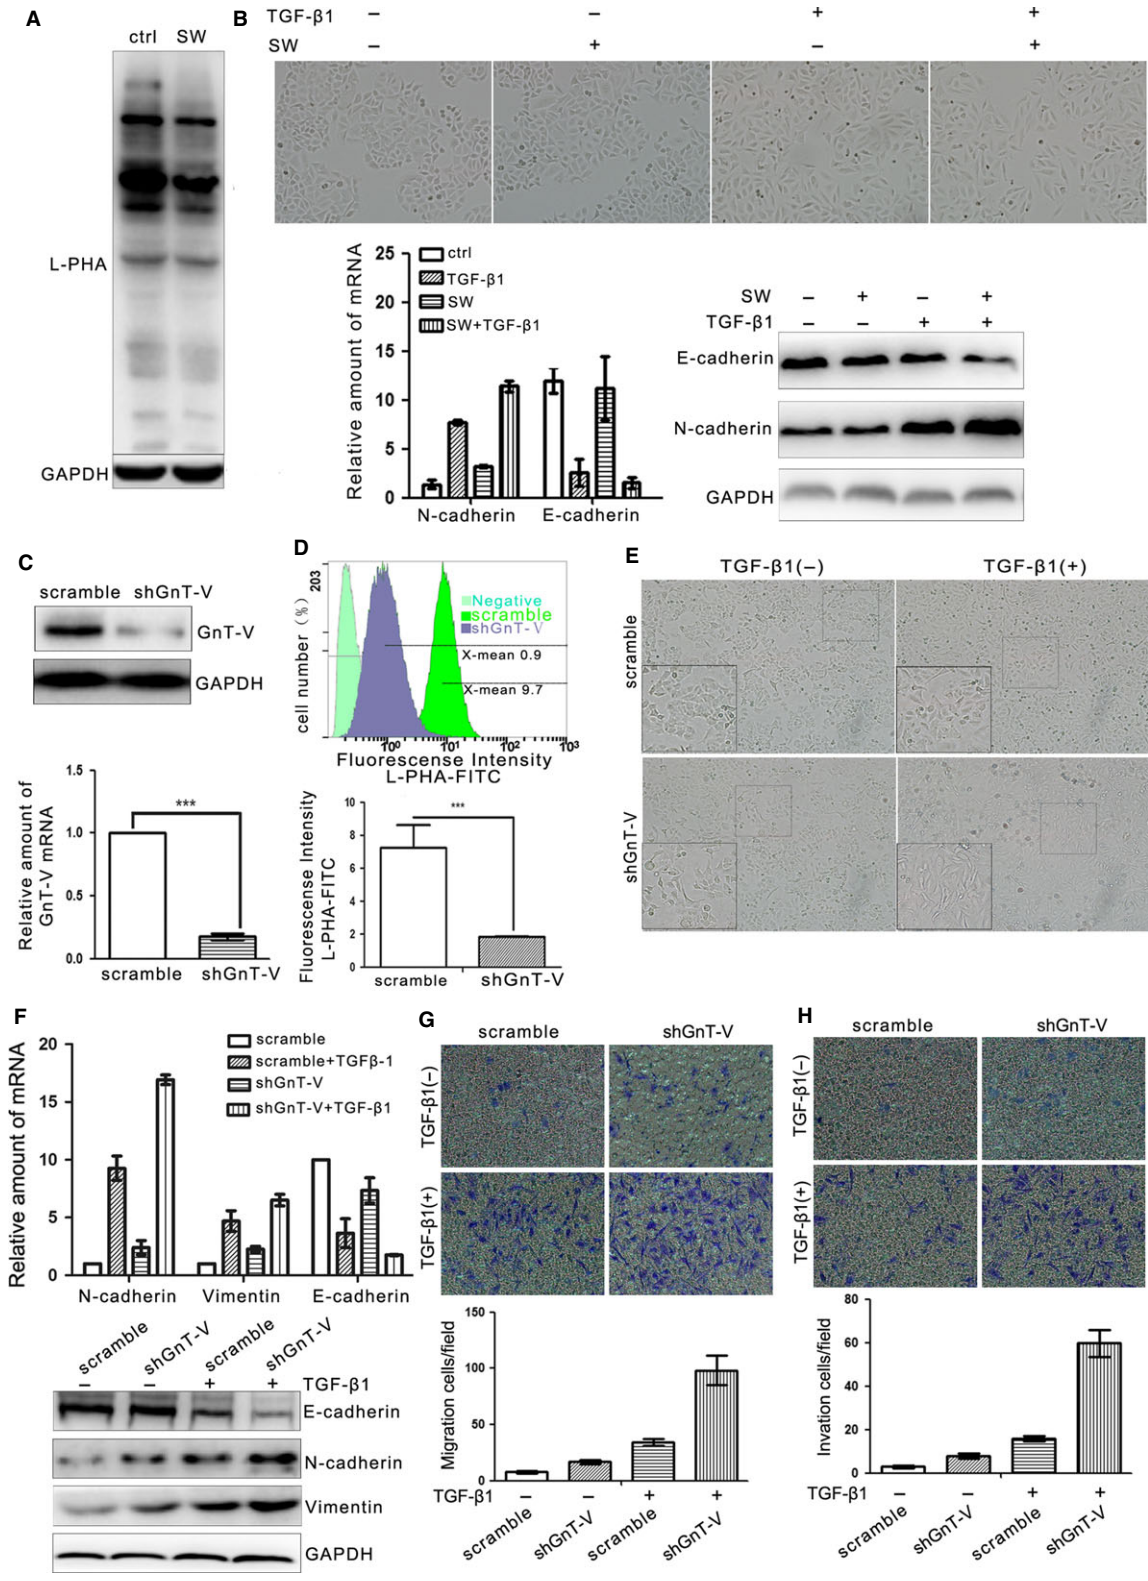 A
ctrl SW
L-PHA
GAPDH
B
TGF-β1 – – + +
SW – + – +
Relative amount of mRNA
25
20
15
10
5
0
ctrl
TGF-β1
SW
SW+TGF-β1
N-cadherin E-cadherin
SW – + – +
TGF-β1 – – + +
E-cadherin
N-cadherin
GAPDH
C
scramble shGnT-V
GnT-V
GAPDH
Relative amount of
GnT-V mRNA
1.5
1.0
0.5
0.0
***
scramble shGnT-V
D
cell number (%)
203
Negative
scramble
shGnT-V
X-mean 0.9
X-mean 9.7
10⁰ 10¹ 10² 10³
Fluorescense Intensity
L-PHA-FITC
Fluorescense Intensity
L-PHA-FITC
10
8
6
4
2
0
***
scramble shGnT-V
E
TGF-β1(–) TGF-β1(+)
scramble
shGnT-V
F
Relative amount of mRNA
20
15
10
5
0
scramble
scramble+TGFβ-1
shGnT-V
shGnT-V+TGF-β1
N-cadherin Vimentin E-cadherin
scramble shGnT-V scramble shGnT-V
– – + + TGF-β1
E-cadherin
N-cadherin
Vimentin
GAPDH
G
scramble shGnT-V
TGF-β1(–)
TGF-β1(+)
Migration cells/field
150
100
50
0
TGF-β1 – – + +
scramble shGnT-V scramble shGnT-V
H
scramble shGnT-V
TGF-β1(–)
TGF-β1(+)
Invation cells/field
80
60
40
20
0
TGF-β1 – – + +
scramble shGnT-V scramble shGnT-V